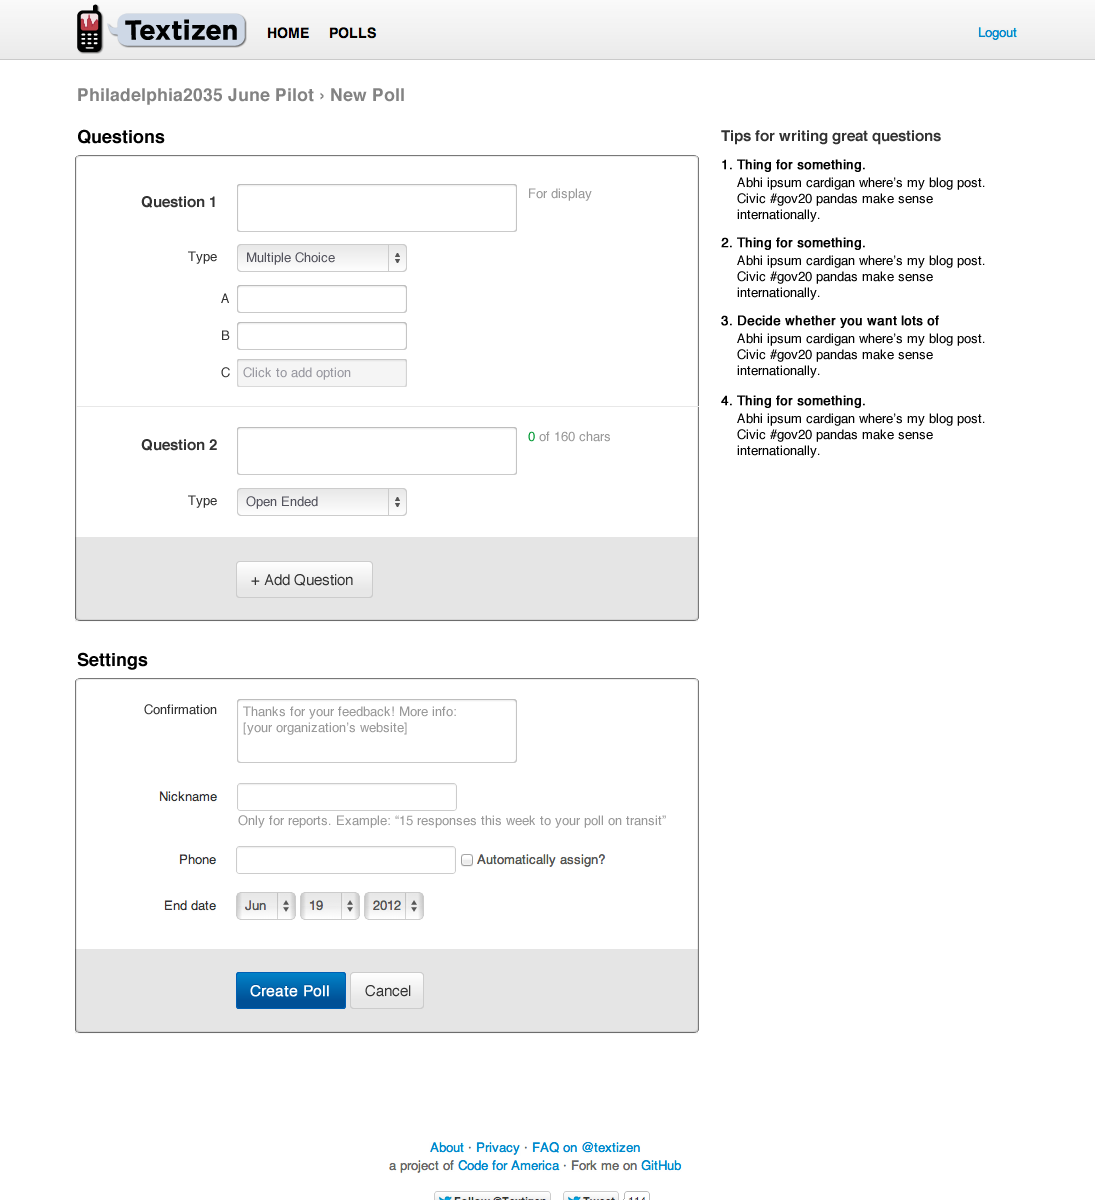 Textizen HOME POLLS Logout
Philadelphia2035 June Pilot › New Poll
Questions
Question 1
For display
Type Multiple Choice
A
B
C Click to add option
Question 2
0 of 160 chars
Type Open Ended
+ Add Question
Tips for writing great questions
1. Thing for something.
Abhi ipsum cardigan where's my blog post.
Civic #gov20 pandas make sense
internationally.
2. Thing for something.
Abhi ipsum cardigan where's my blog post.
Civic #gov20 pandas make sense
internationally.
3. Decide whether you want lots of
Abhi ipsum cardigan where's my blog post.
Civic #gov20 pandas make sense
internationally.
4. Thing for something.
Abhi ipsum cardigan where's my blog post.
Civic #gov20 pandas make sense
internationally.
Settings
Confirmation
Thanks for your feedback! More info:
[your organization's website]
Nickname
Only for reports. Example: “15 responses this week to your poll on transit”
Phone
Automatically assign?
End date Jun 19 2012
Create Poll Cancel
About · Privacy · FAQ on @textizen
a project of Code for America · Fork me on GitHub
Follow @Textizen Tweet 114